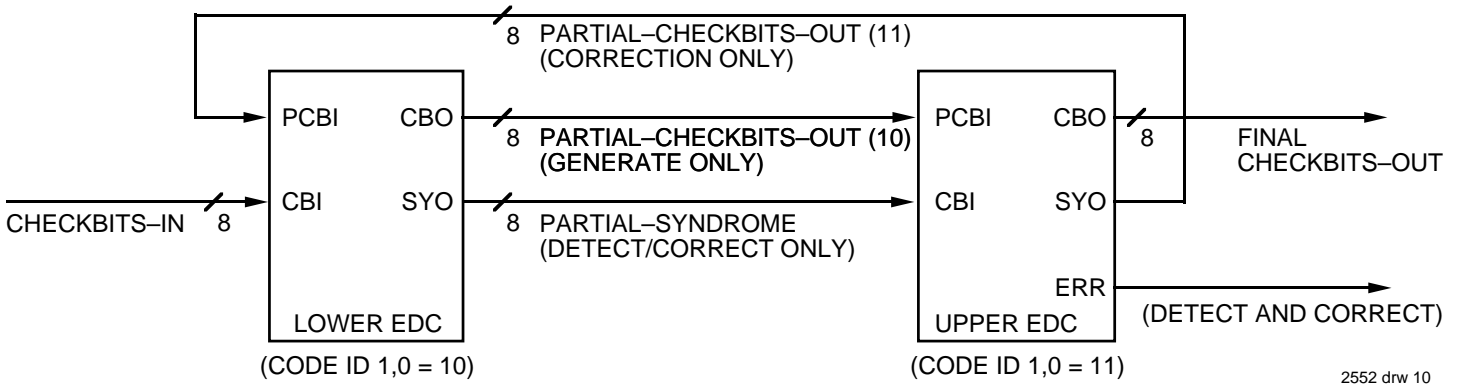 8 PARTIAL–CHECKBITS–OUT (11)
(CORRECTION ONLY)
PCBI CBO
PCBI CBO
8 PARTIAL–CHECKBITS–OUT (10)
(GENERATE ONLY)
8 FINAL
CHECKBITS–OUT
CBI SYO
CBI SYO
CHECKBITS–IN 8
8 PARTIAL–SYNDROME
(DETECT/CORRECT ONLY)
ERR
(DETECT AND CORRECT)
LOWER EDC
UPPER EDC
(CODE ID 1,0 = 10)
(CODE ID 1,0 = 11)
2552 drw 10